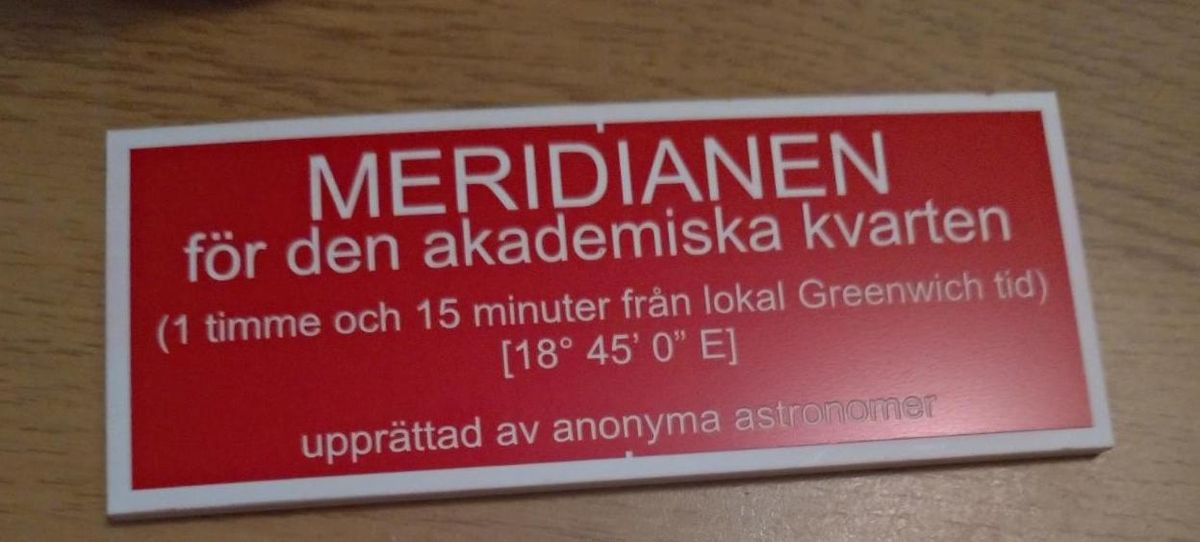 MERIDIANEN
för den akademiska kvarten
(1 timme och 15 minuter från lokal Greenwich tid)
[18° 45’ 0” E]
upprättad av anonyma astronomer